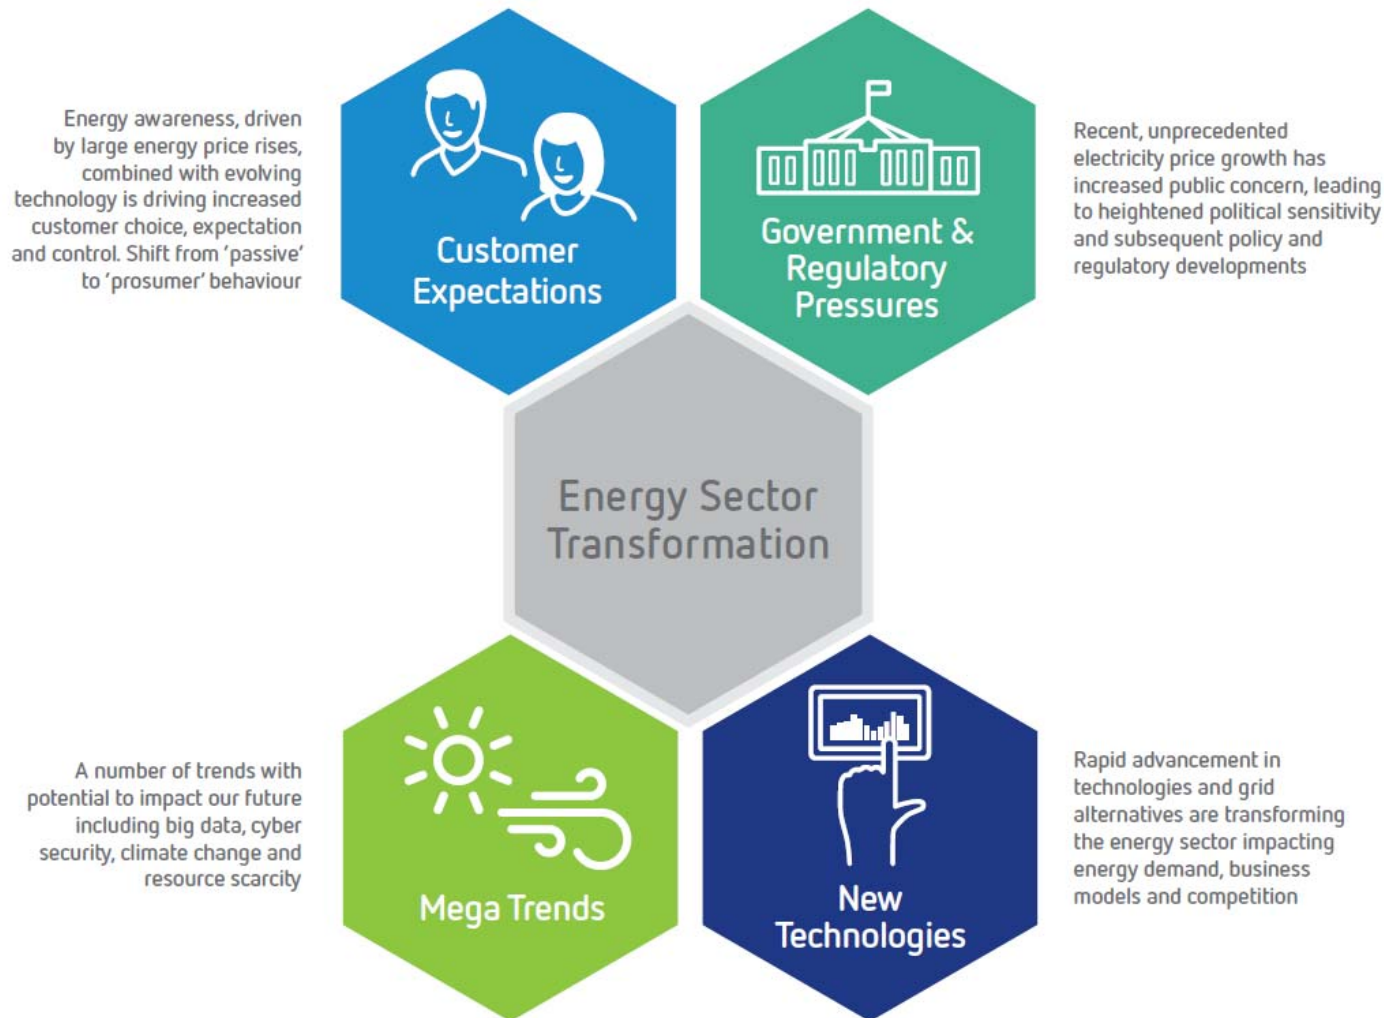 Energy awareness, driven
by large energy price rises,
combined with evolving
technology is driving increased
customer choice, expectation
and control. Shift from ‘passive’
to ‘prosumer’ behaviour
Customer
Expectations
Government &
Regulatory
Pressures
Recent, unprecedented
electricity price growth has
increased public concern, leading
to heightened political sensitivity
and subsequent policy and
regulatory developments
Energy Sector
Transformation
A number of trends with
potential to impact our future
including big data, cyber
security, climate change and
resource scarcity
Mega Trends
New
Technologies
Rapid advancement in
technologies and grid
alternatives are transforming
the energy sector impacting
energy demand, business
models and competition